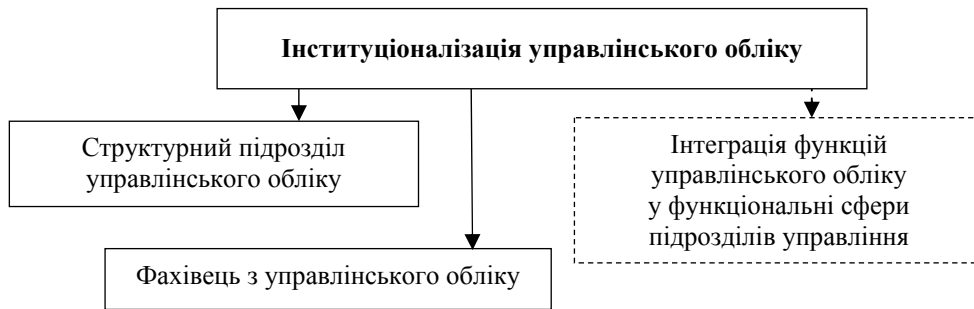 Інституціоналізація управлінського обліку
Структурний підрозділ
управлінського обліку
Інтеграція функцій
управлінського обліку
у функціональні сфери
підрозділів управління
Фахівець з управлінського обліку